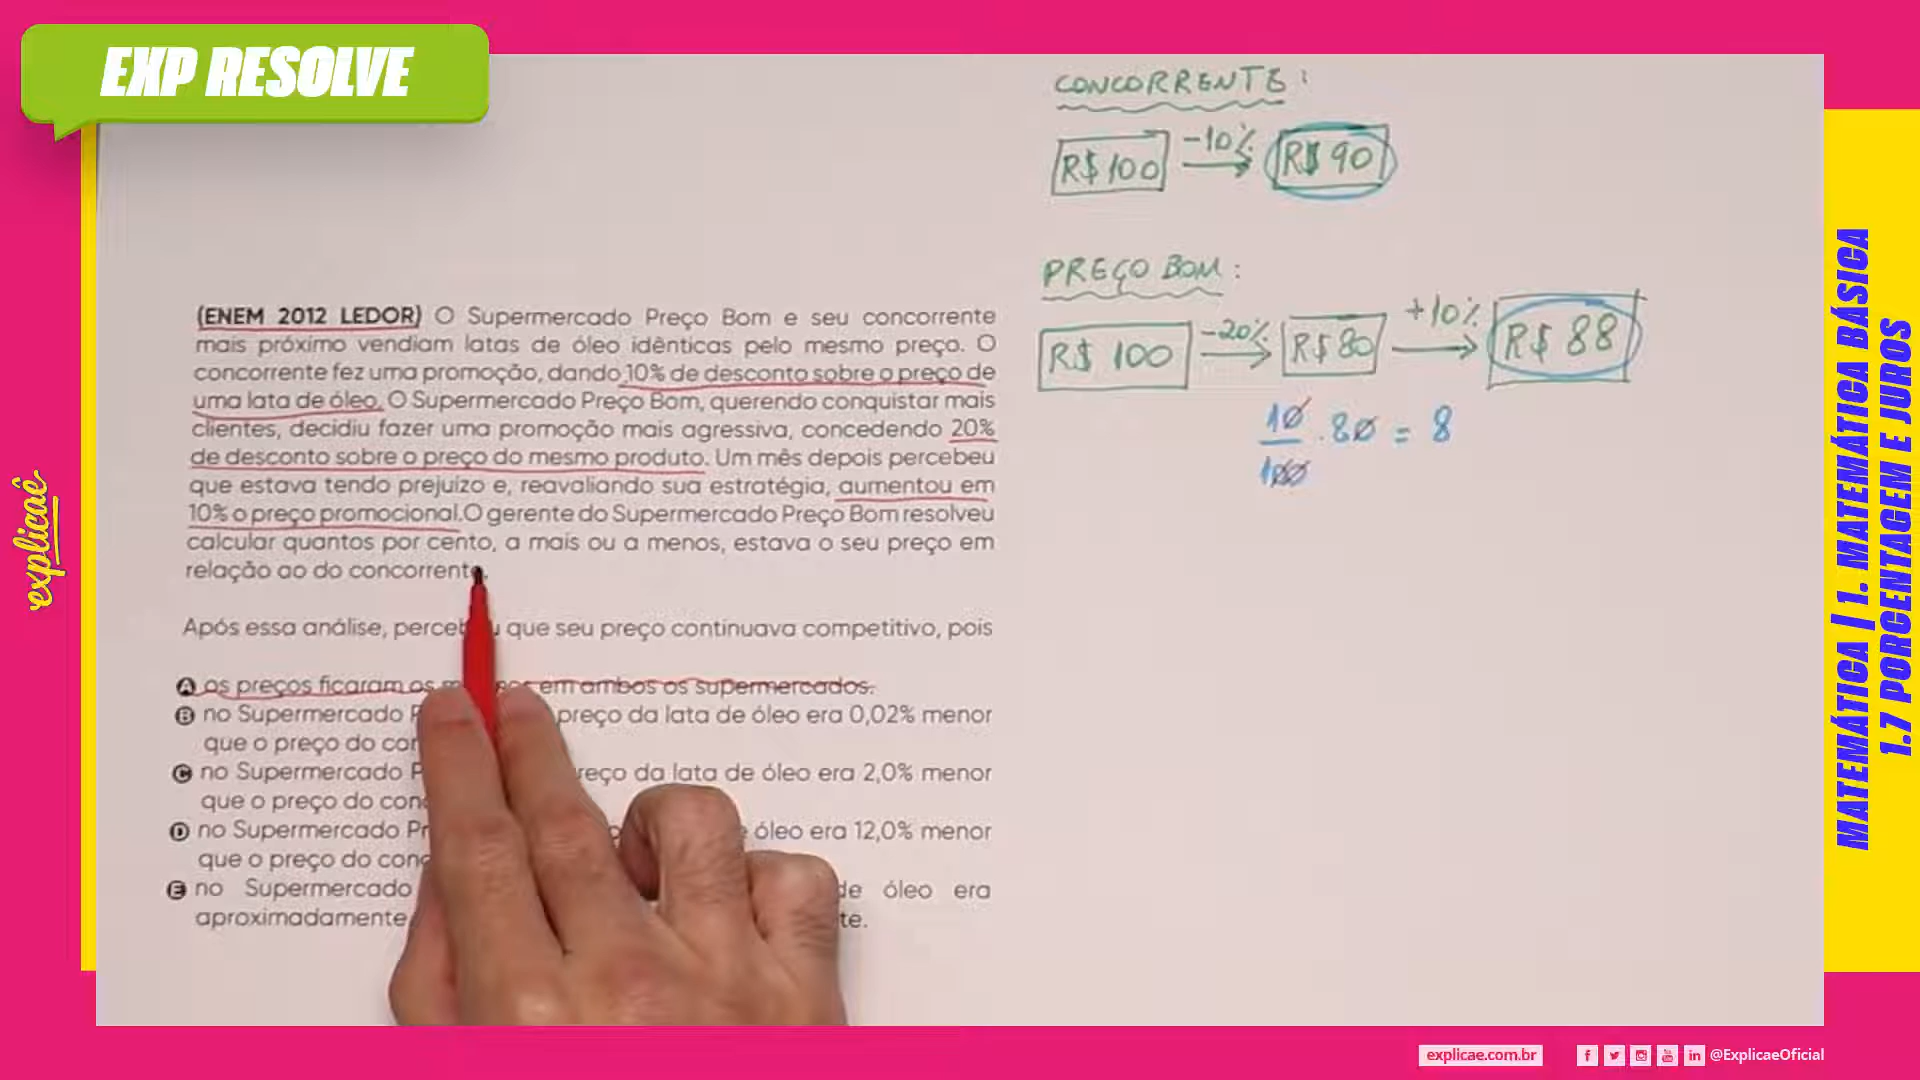 EXP RESOLVE
CONCORRENTE:
R$ 100 -10% R$ 90
PREÇO BOM:
R$ 100 -20% R$ 80 +10% R$ 88
10/100 . 80 = 8
(ENEM 2012 LEDOR) O Supermercado Preço Bom e seu concorrente
mais próximo vendiam latas de óleo idênticas pelo mesmo preço. O
concorrente fez uma promoção, dando 10% de desconto sobre o preço de
uma lata de óleo. O Supermercado Preço Bom, querendo conquistar mais
clientes, decidiu fazer uma promoção mais agressiva, concedendo 20%
de desconto sobre o preço do mesmo produto. Um mês depois percebeu
que estava tendo prejuízo e, reavaliando sua estratégia, aumentou em
10% o preço promocional. O gerente do Supermercado Preço Bom resolveu
calcular quantos por cento, a mais ou a menos, estava o seu preço em
relação ao do concorrente.
Após essa análise, percebeu que seu preço continuava competitivo, pois
A os preços ficaram os em ambos os supermercados.
B no Supermercado preço da lata de óleo era 0,02% menor
que o preço do
C no Supermercado preço da lata de óleo era 2,0% menor
que o preço do
D no Supermercado óleo era 12,0% menor
que o preço do
E no Supermercado de óleo era
aproximadamente
explicaê
MATEMÁTICA | 1. MATEMÁTICA BÁSICA
1.7 PORCENTAGEM E JUROS
explicae.com.br @ExplicaeOficial